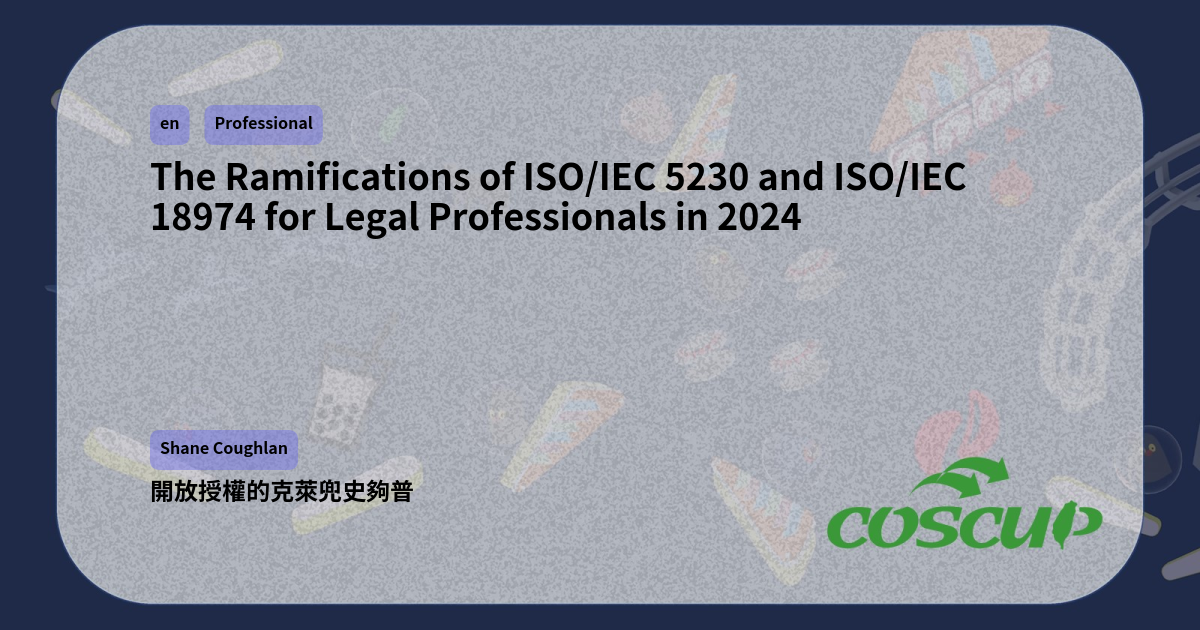 en Professional
The Ramifications of ISO/IEC 5230 and ISO/IEC
18974 for Legal Professionals in 2024
Shane Coughlan
開放授權的克萊兜史夠普
COSCUP